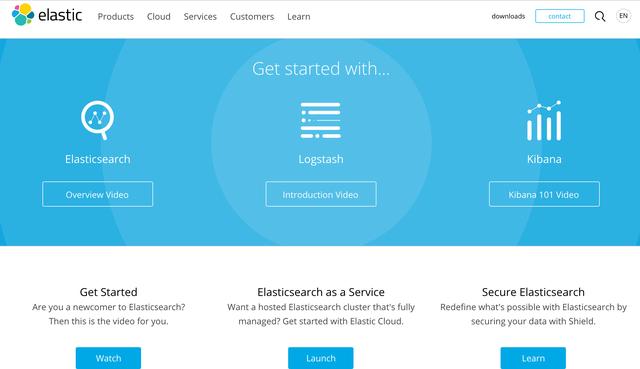 elastic
Products Cloud Services Customers Learn
downloads contact EN
Get started with...
Elasticsearch
Logstash
Kibana
Overview Video
Introduction Video
Kibana 101 Video
Get Started
Are you a newcomer to Elasticsearch?
Then this is the video for you.
Watch
Elasticsearch as a Service
Want a hosted Elasticsearch cluster that's fully
managed? Get started with Elastic Cloud.
Launch
Secure Elasticsearch
Redefine what's possible with Elasticsearch by
securing your data with Shield.
Learn